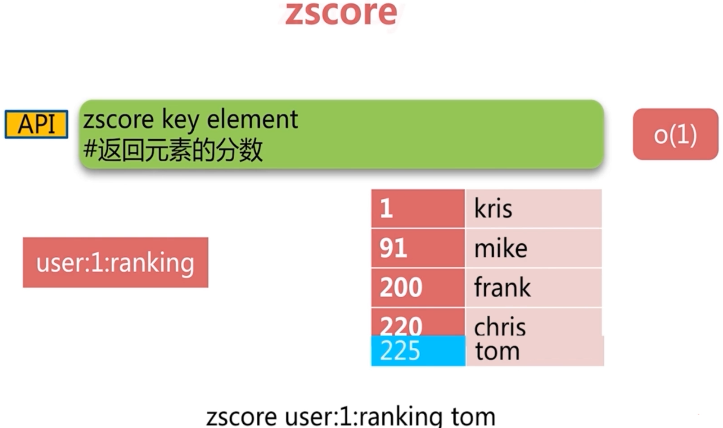 zscore
API
zscore key element
#返回元素的分数
o(1)
user:1:ranking
1 kris
91 mike
200 frank
220 chris
225 tom
zscore user:1:ranking tom